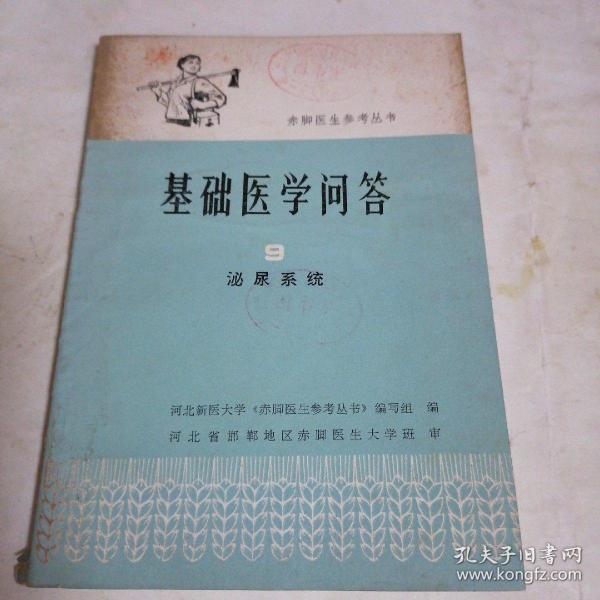 赤脚医生参考丛书
基础医学问答
9
泌尿系统
河北新医大学《赤脚医生参考丛书》编写组 编
河北省邯郸地区赤脚医生大学班 审
孔夫子旧书网
www.kongfz.com